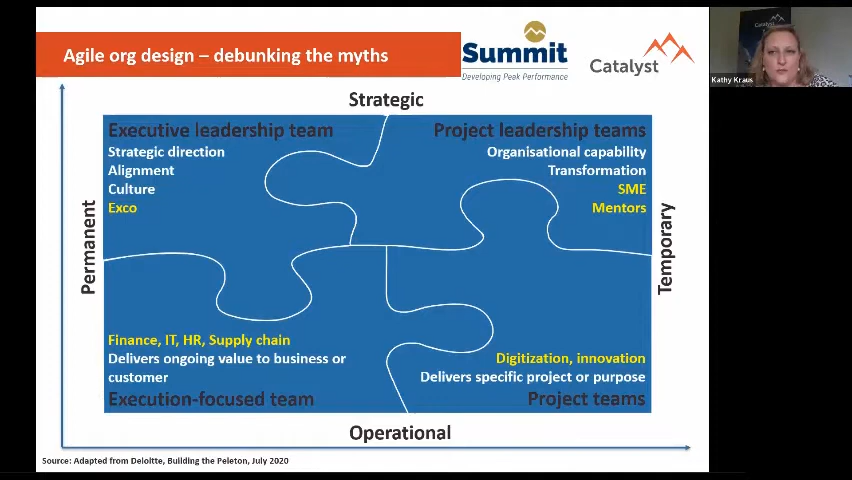 Agile org design – debunking the myths
Summit
Developing Peak Performance
Catalyst
Kathy Kraus
Strategic
Executive leadership team
Strategic direction
Alignment
Culture
Exco
Project leadership teams
Organisational capability
Transformation
SME
Mentors
Permanent
Temporary
Finance, IT, HR, Supply chain
Delivers ongoing value to business or
customer
Execution-focused team
Digitization, innovation
Delivers specific project or purpose
Project teams
Operational
Source: Adapted from Deloitte, Building the Peleton, July 2020